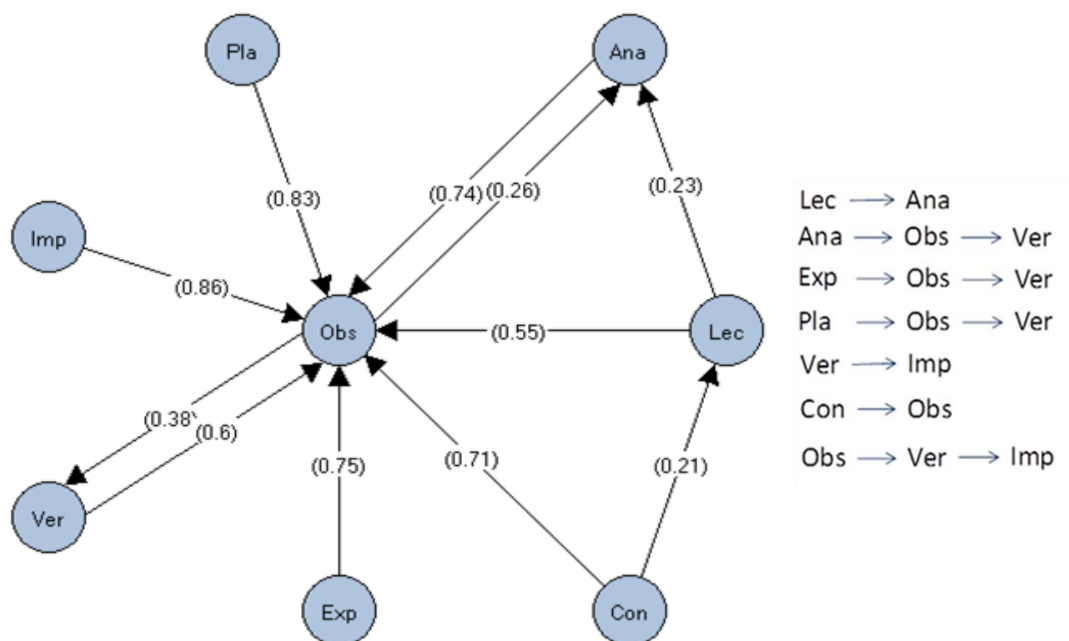 Pla
Ana
(0.83)
(0.74)
(0.26)
(0.23)
Imp
(0.86)
Obs
(0.55)
Lec
(0.38)
(0.6)
(0.75)
(0.71)
(0.21)
Ver
Exp
Con
Lec → Ana
Ana → Obs → Ver
Exp → Obs → Ver
Pla → Obs → Ver
Ver → Imp
Con → Obs
Obs → Ver → Imp